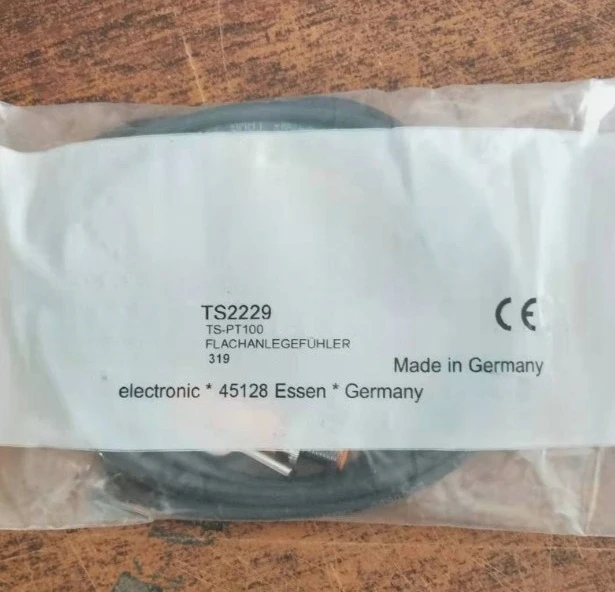 TS2229
TS-PT100
FLACHANLEGEFÜHLER
319
CE
Made in Germany
electronic * 45128 Essen * Germany